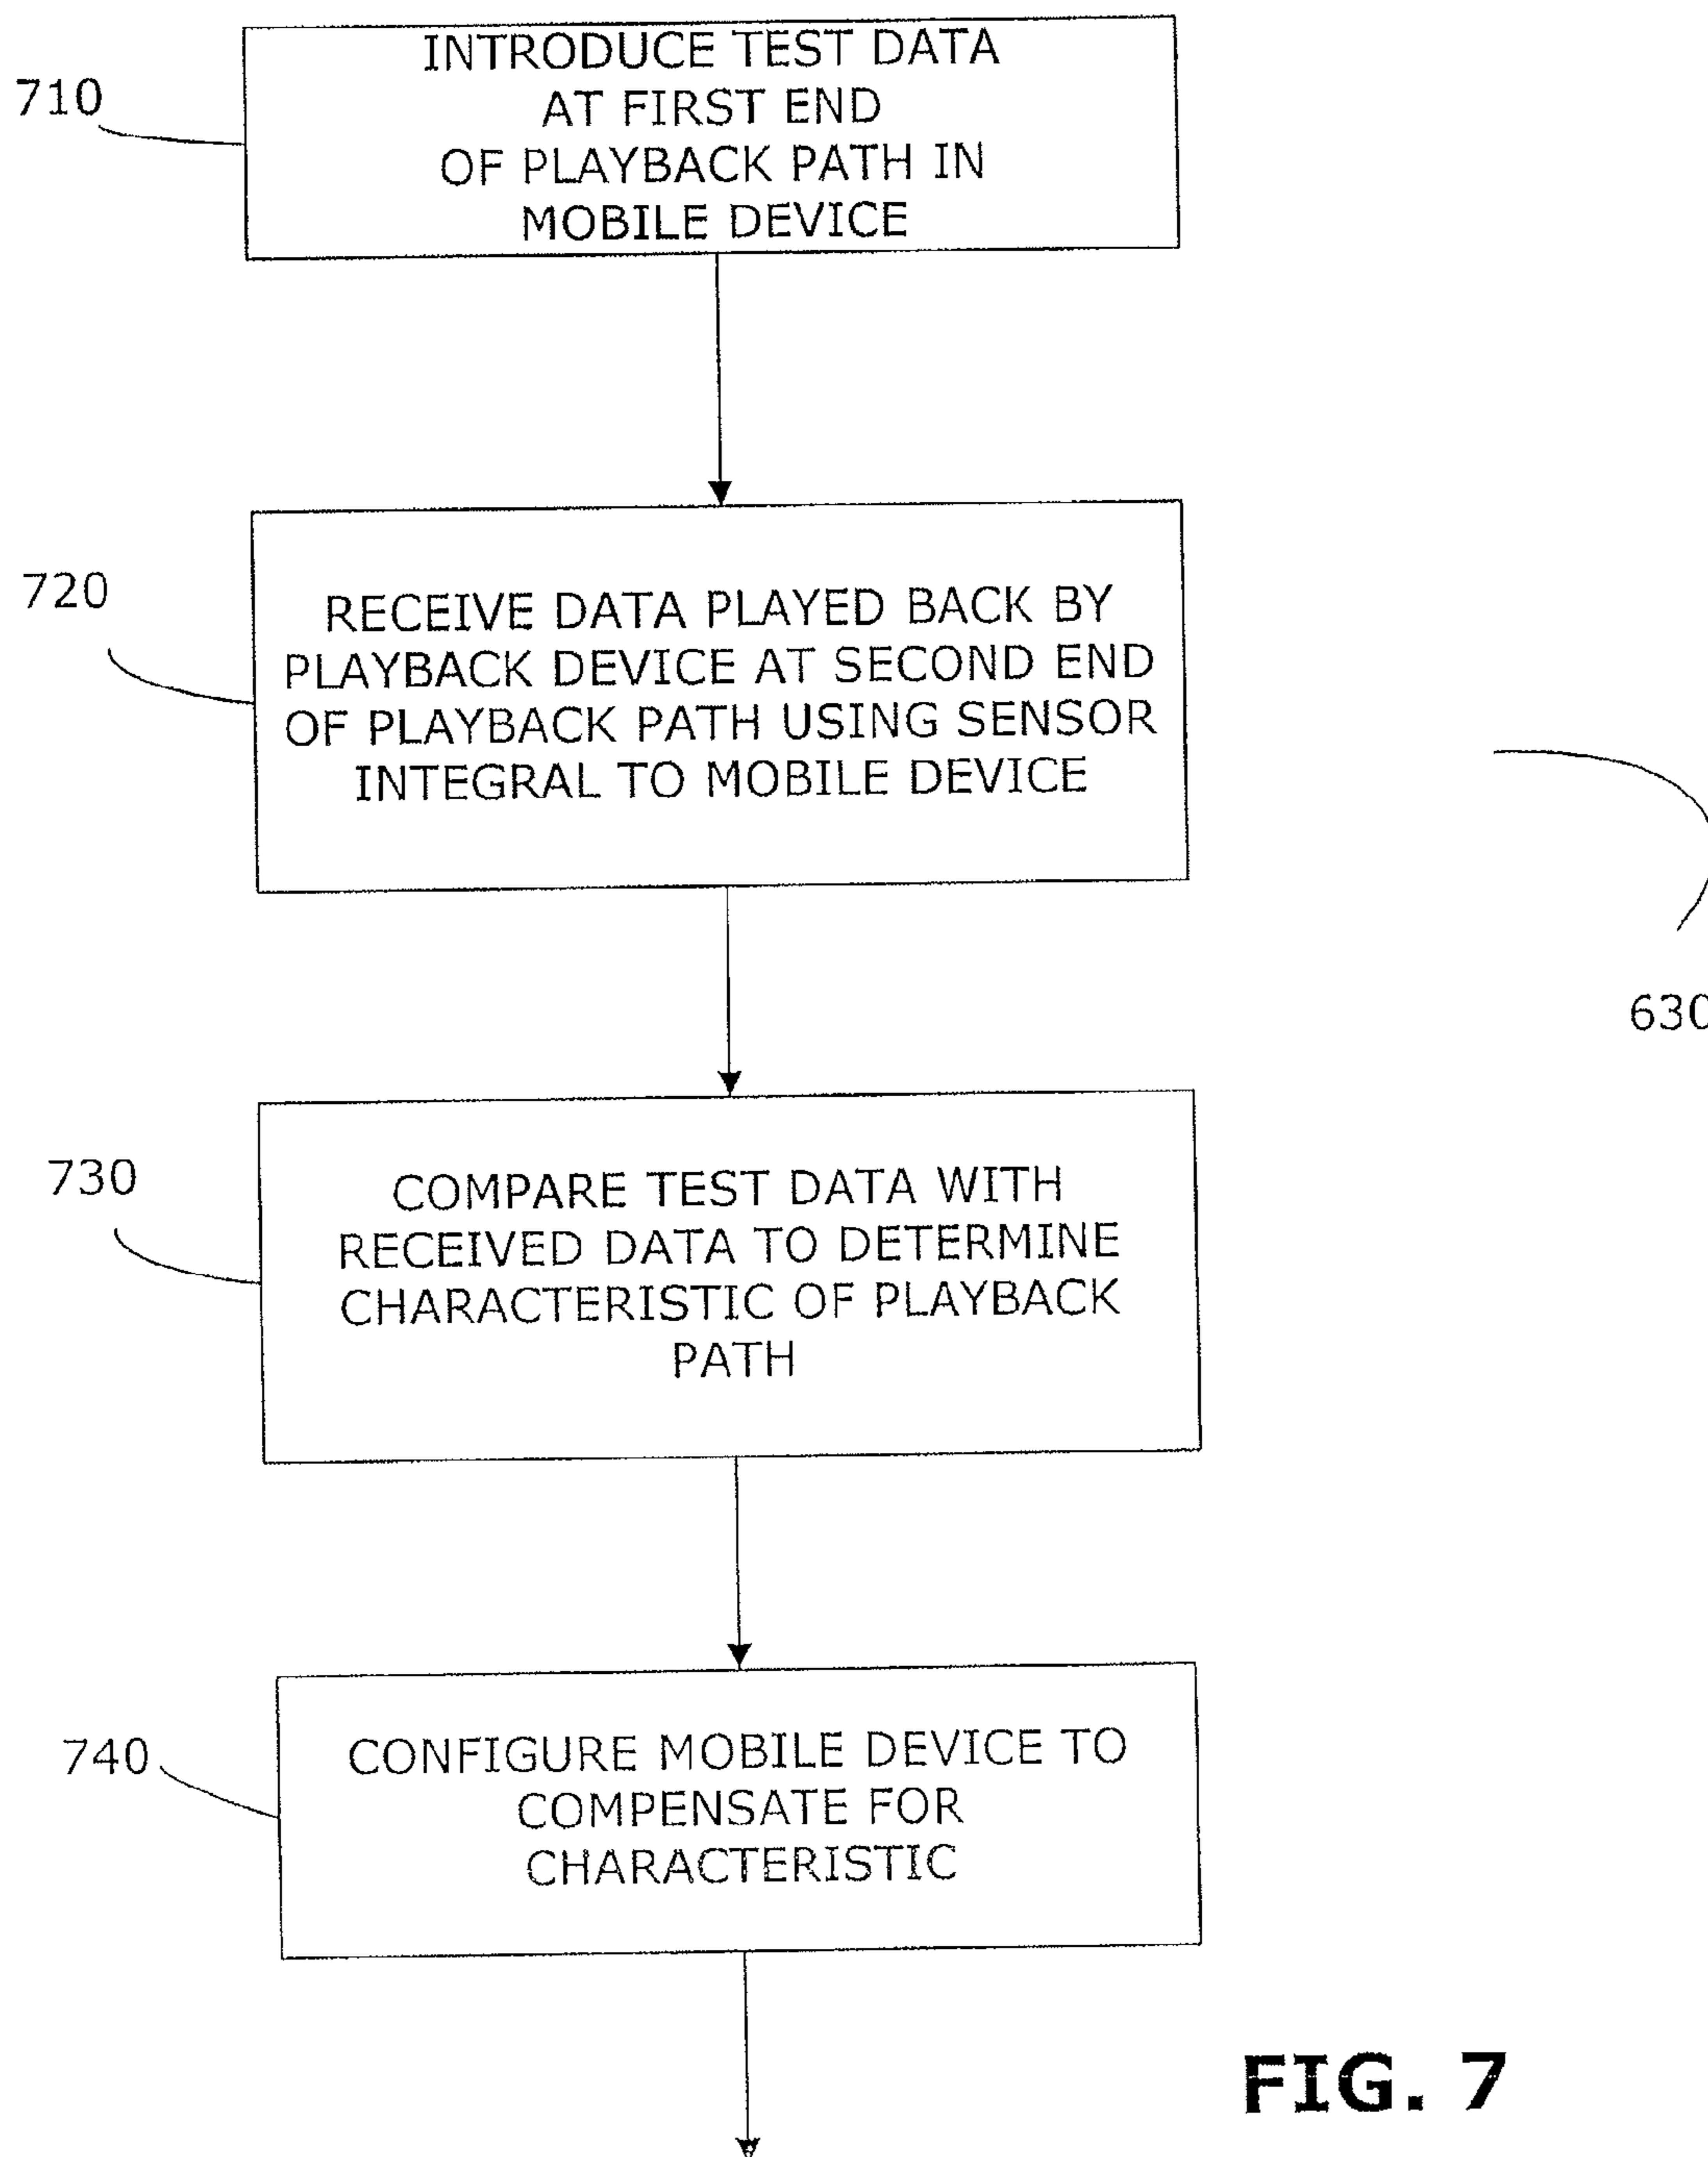 INTRODUCE TEST DATA
AT FIRST END
OF PLAYBACK PATH IN
MOBILE DEVICE
710
RECEIVE DATA PLAYED BACK BY
PLAYBACK DEVICE AT SECOND END
OF PLAYBACK PATH USING SENSOR
INTEGRAL TO MOBILE DEVICE
720
630
COMPARE TEST DATA WITH
RECEIVED DATA TO DETERMINE
CHARACTERISTIC OF PLAYBACK
PATH
730
CONFIGURE MOBILE DEVICE TO
COMPENSATE FOR
CHARACTERISTIC
740
FIG. 7